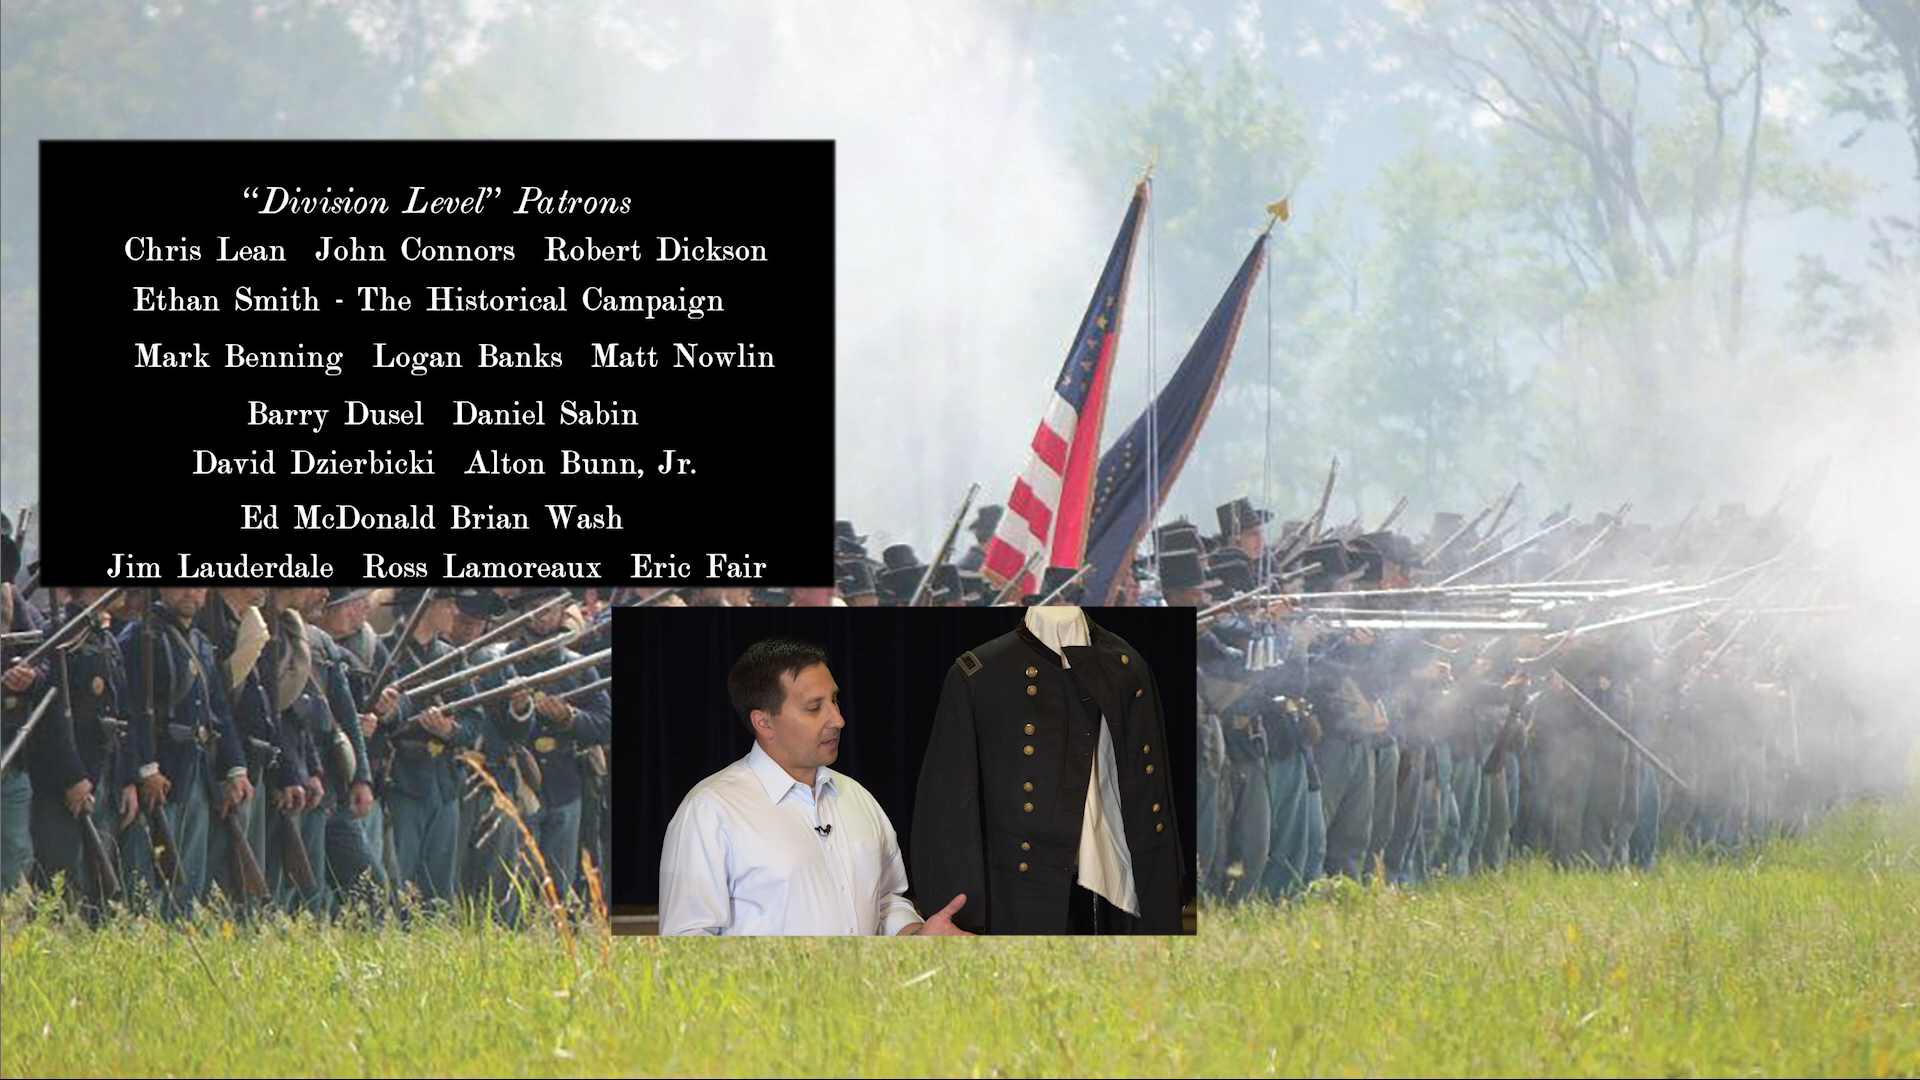 “Division Level” Patrons
Chris Lean John Connors Robert Dickson
Ethan Smith - The Historical Campaign
Mark Benning Logan Banks Matt Nowlin
Barry Dusel Daniel Sabin
David Dzierbicki Alton Bunn, Jr.
Ed McDonald Brian Wash
Jim Lauderdale Ross Lamoreaux Eric Fair